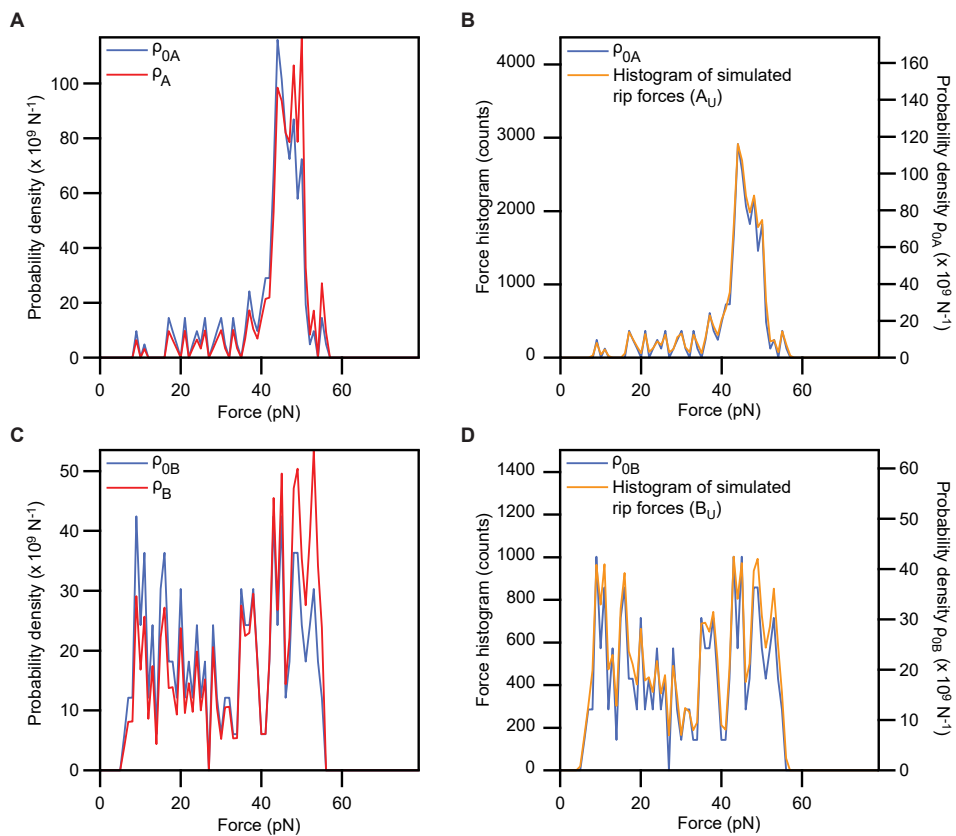 A
ρ0A
ρA
Probability density (x 10⁹ N⁻¹)
100
80
60
40
20
0
0
20
40
60
Force (pN)
B
ρ0A
Histogram of simulated
rip forces (AU)
Force histogram (counts)
4000
3000
2000
1000
0
Probability density ρ0A (x 10⁹ N⁻¹)
160
140
120
100
80
60
40
20
0
0
20
40
60
Force (pN)
C
ρ0B
ρB
Probability density (x 10⁹ N⁻¹)
50
40
30
20
10
0
0
20
40
60
Force (pN)
D
ρ0B
Histogram of simulated
rip forces (BU)
Force histogram (counts)
1400
1200
1000
800
600
400
200
0
Probability density ρ0B (x 10⁹ N⁻¹)
60
50
40
30
20
10
0
0
20
40
60
Force (pN)